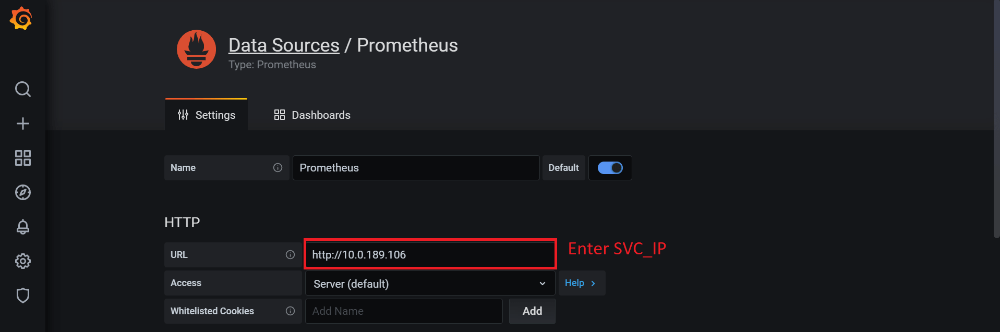 Data Sources / Prometheus
Type: Prometheus
Settings
Dashboards
Name
Prometheus
Default
HTTP
URL
http://10.0.189.106
Enter SVC_IP
Access
Server (default)
Help
Whitelisted Cookies
Add Name
Add